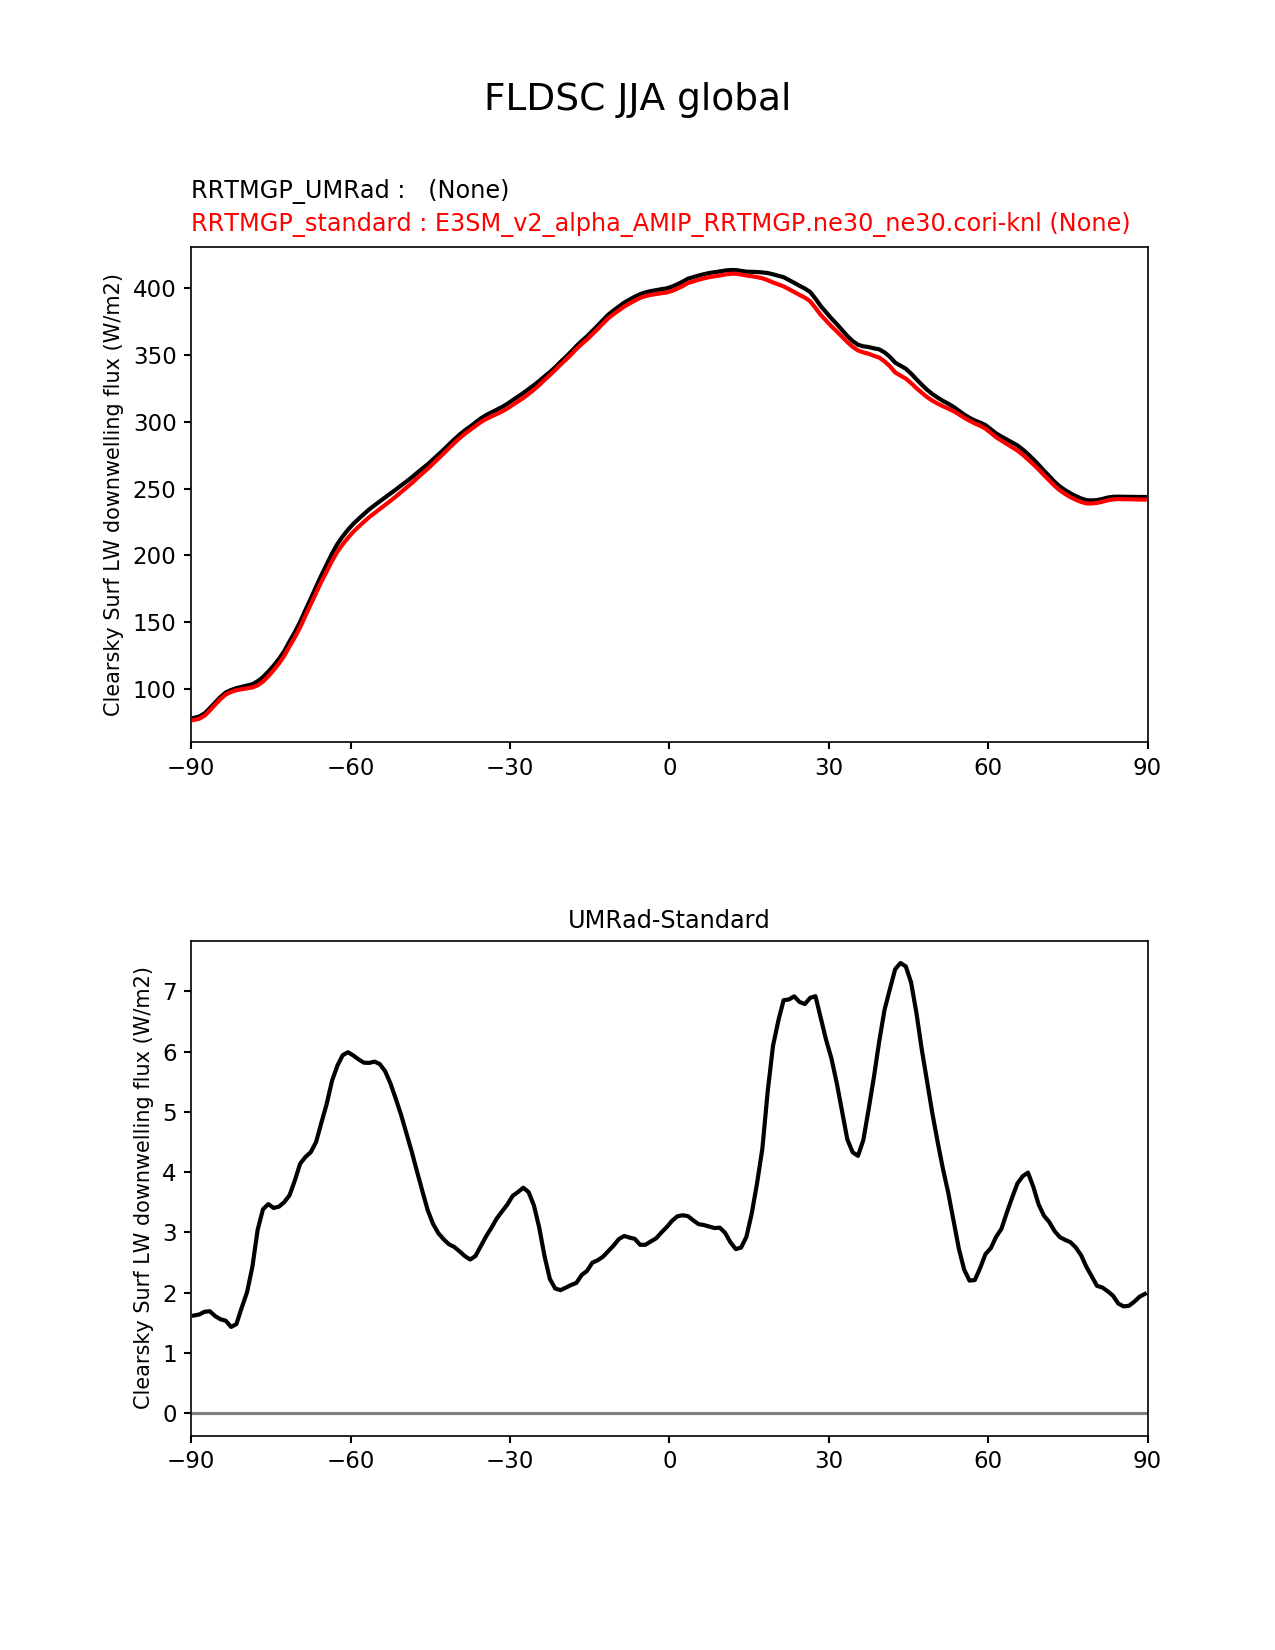 FLDSC JJA global
RRTMGP_UMRad :   (None)
RRTMGP_standard : E3SM_v2_alpha_AMIP_RRTMGP.ne30_ne30.cori-knl (None)
Clearsky Surf LW downwelling flux (W/m2)
400
350
300
250
200
150
100
−90 −60 −30 0 30 60 90
UMRad-Standard
Clearsky Surf LW downwelling flux (W/m2)
7
6
5
4
3
2
1
0
−90 −60 −30 0 30 60 90